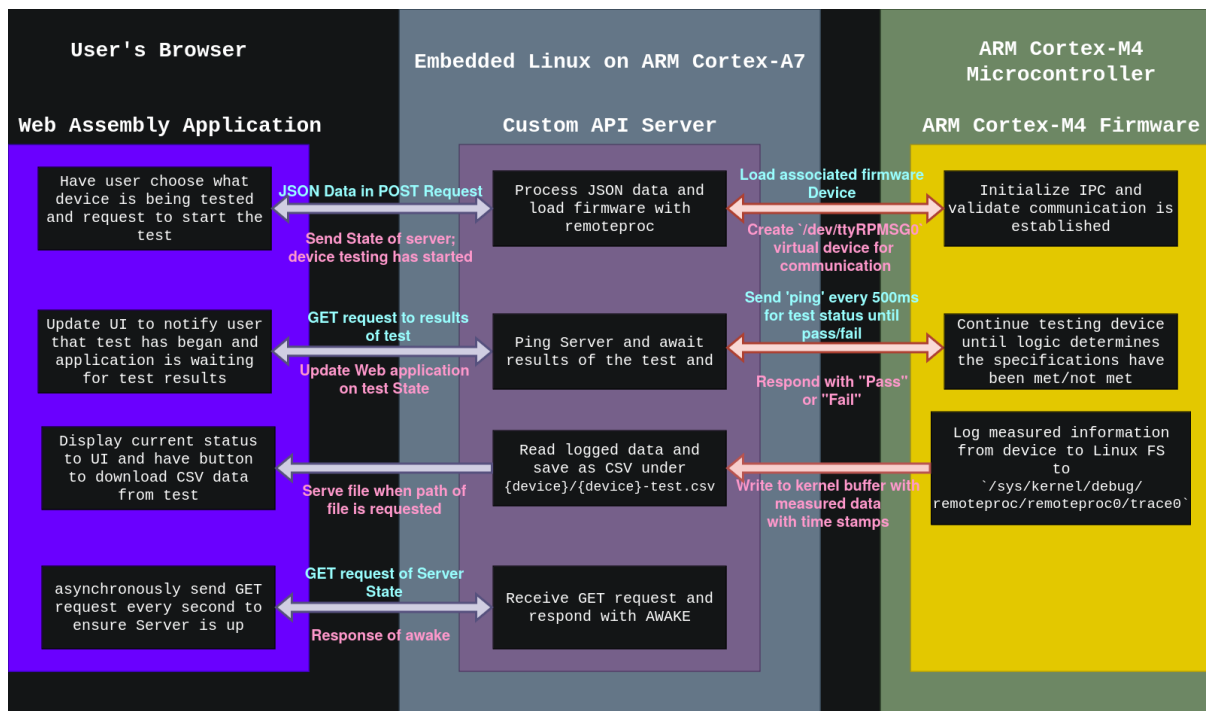 User's Browser
Embedded Linux on ARM Cortex-A7
ARM Cortex-M4
Microcontroller
Web Assembly Application
Custom API Server
ARM Cortex-M4 Firmware
Have user choose what
device is being tested
and request to start the
test
JSON Data in POST Request
Send State of server;
device testing has started
Process JSON data and
load firmware with
remoteproc
Load associated firmware
Device
Create `/dev/ttyRPMSG0`
virtual device for
communication
Initialize IPC and
validate communication is
established
Update UI to notify user
that test has began and
application is waiting
for test results
GET request to results
of test
Update Web application
on test State
Ping Server and await
results of the test and
Send 'ping' every 500ms
for test status until
pass/fail
Respond with "Pass"
or "Fail"
Continue testing device
until logic determines
the specifications have
been met/not met
Display current status
to UI and have button
to download CSV data
from test
Serve file when path of
file is requested
Read logged data and
save as CSV under
{device}/{device}-test.csv
Write to kernel buffer with
measured data
with time stamps
Log measured information
from device to Linux FS
to
`/sys/kernel/debug/
remoteproc/remoteproc0/trace0`
asynchronously send GET
request every second to
ensure Server is up
GET request of Server
State
Response of awake
Receive GET request and
respond with AWAKE